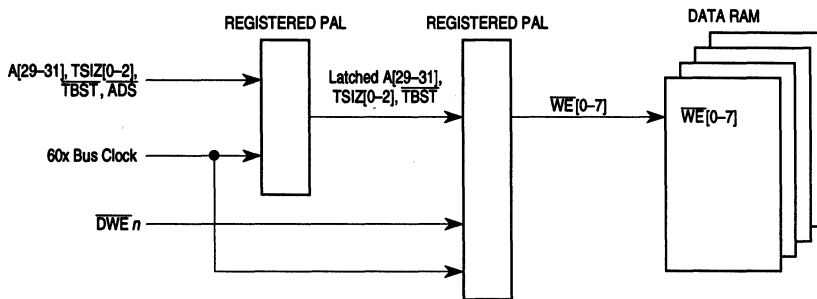 REGISTERED PAL
REGISTERED PAL
DATA RAM
A[29–31], TSIZ[0–2],
TBST, ADS
Latched A[29–31],
TSIZ[0–2], TBST
WE[0–7]
WE[0–7]
60x Bus Clock
DWE n